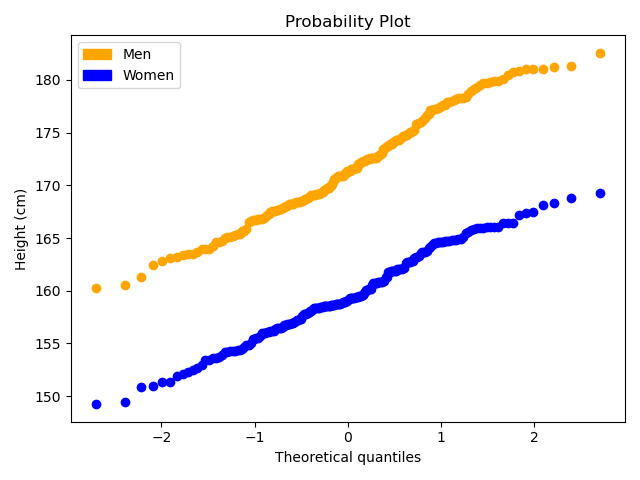 Probability Plot
Men
Women
Height (cm)
180
175
170
165
160
155
150
−2
−1
0
1
2
Theoretical quantiles